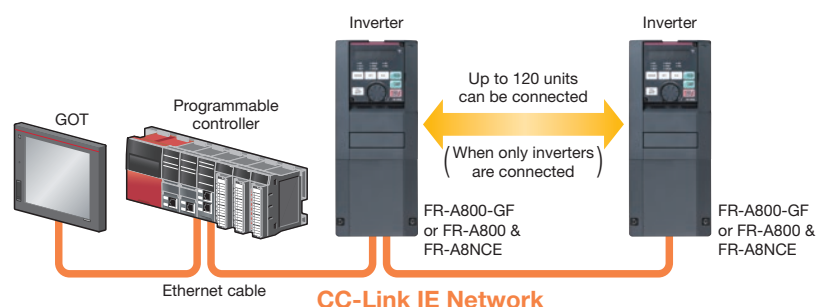 Inverter
Inverter
Up to 120 units
can be connected
(When only inverters
are connected)
GOT
Programmable
controller
FR-A800-GF
or FR-A800 &
FR-A8NCE
FR-A800-GF
or FR-A800 &
FR-A8NCE
Ethernet cable
CC-Link IE Network